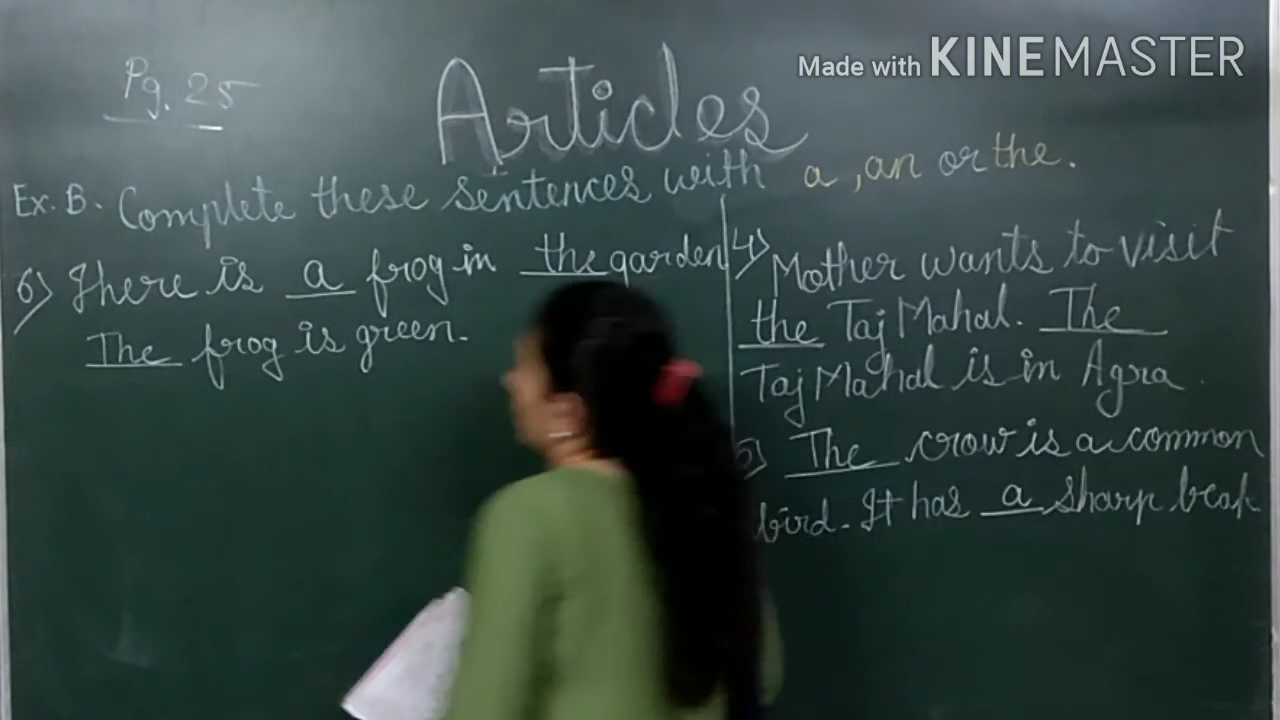 Made with KINEMASTER
Pg. 25
Articles
Ex. B. Complete these sentences with a, an or the.
6) There is a frog in the garden
The frog is green.
4) Mother wants to visit
the Taj Mahal. The
Taj Mahal is in Agra.
5) The crow is a common
bird. It has a sharp beak